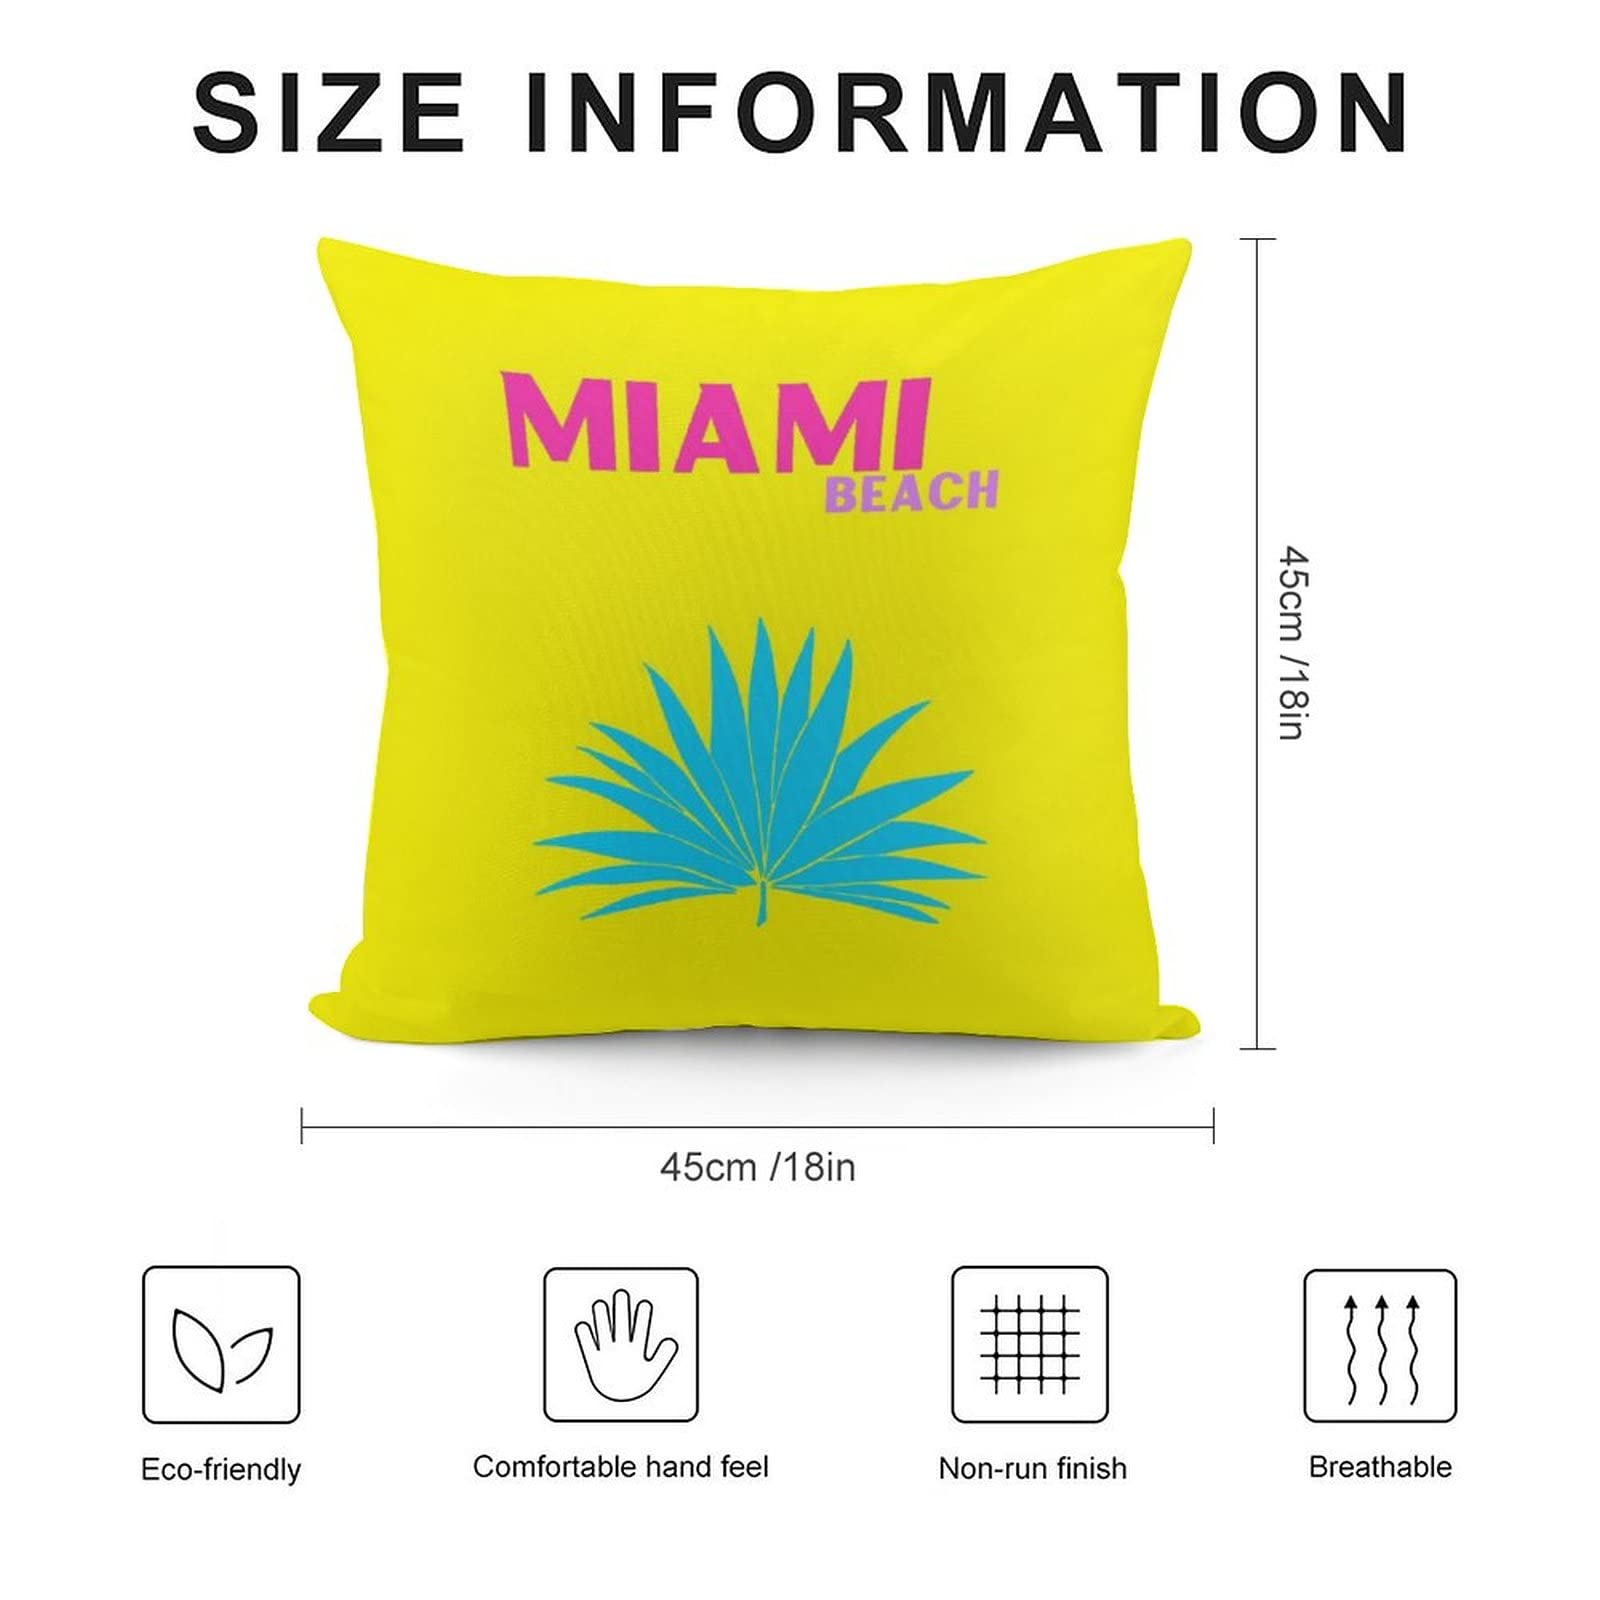 SIZE INFORMATION
MIAMI
BEACH
45cm /18in
45cm /18in
Eco-friendly
Comfortable hand feel
Non-run finish
Breathable